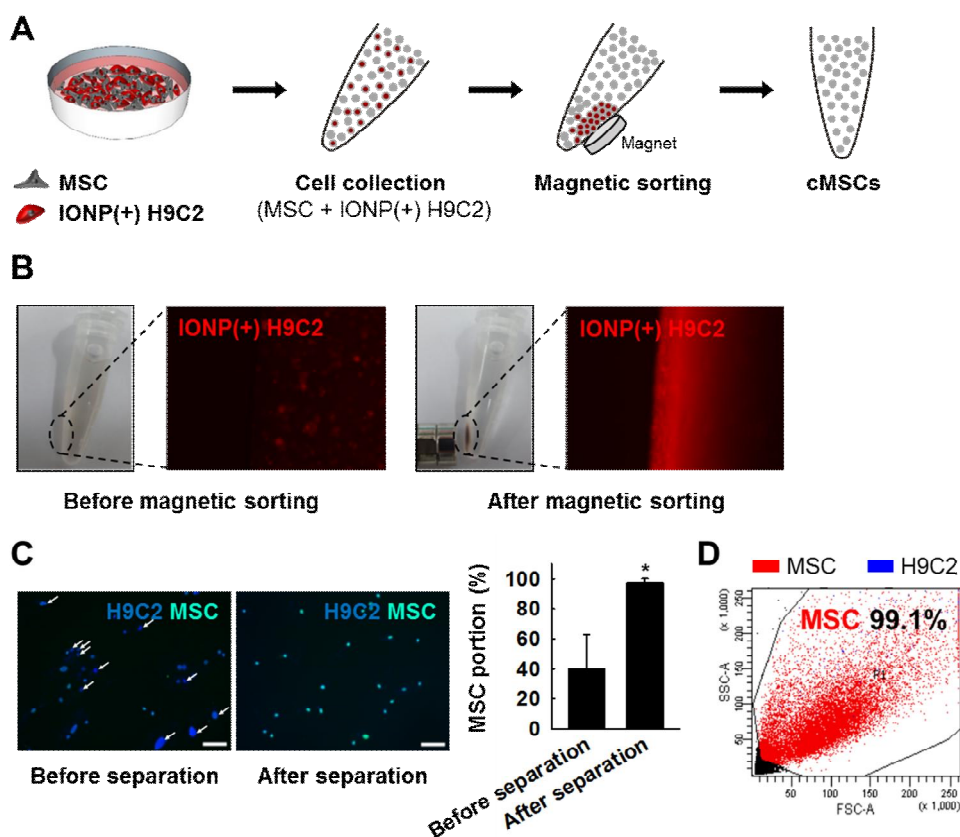 A
MSC
IONP(+) H9C2
Cell collection
(MSC + IONP(+) H9C2)
Magnet
Magnetic sorting
cMSCs
B
IONP(+) H9C2
Before magnetic sorting
IONP(+) H9C2
After magnetic sorting
C
H9C2 MSC
Before separation
H9C2 MSC
After separation
MSC portion (%)
100
80
60
40
20
0
*
Before separation
After separation
D
MSC
H9C2
MSC 99.1%
P1
SSC-A
(x 1,000)
250
200
150
100
50
50
100
150
200
250
FSC-A
(x 1,000)